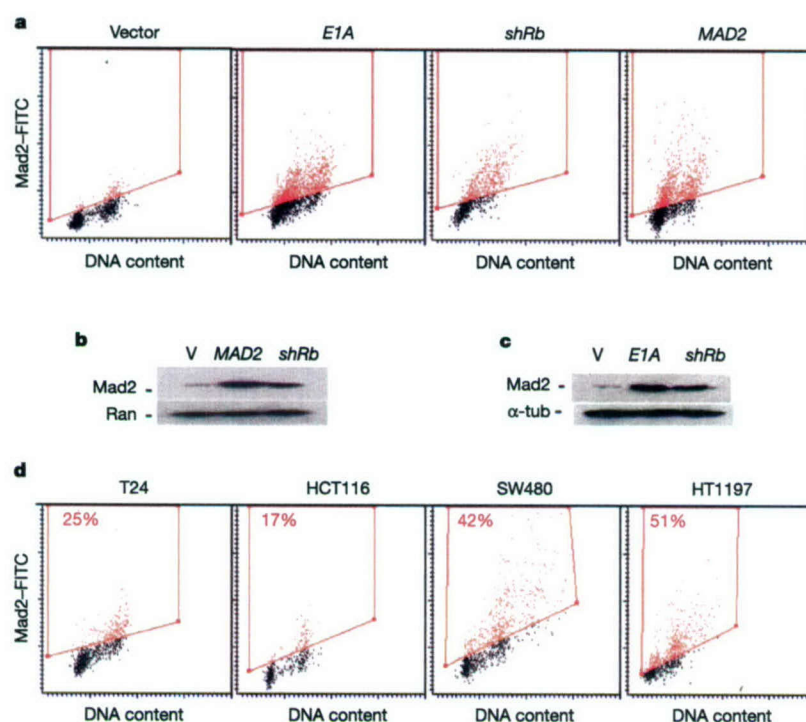 a
Vector E1A shRb MAD2
Mad2–FITC
DNA content DNA content DNA content DNA content
b
V MAD2 shRb
Mad2 -
Ran -
c
V E1A shRb
Mad2 -
α-tub -
d
T24 HCT116 SW480 HT1197
25% 17% 42% 51%
Mad2–FITC
DNA content DNA content DNA content DNA content